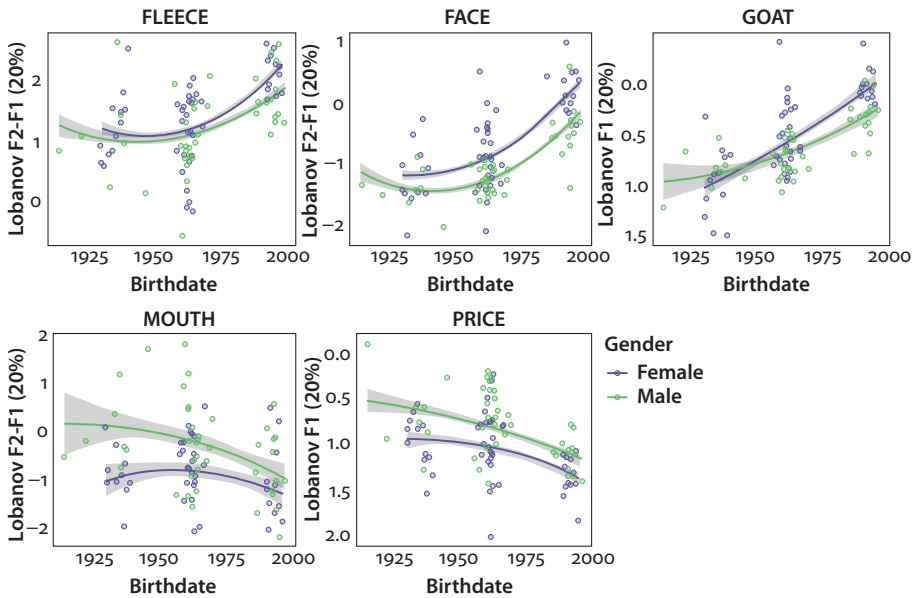 FLEECE
Lobanov F2-F1 (20%)
2
1
0
1925
1950
1975
2000
Birthdate
FACE
Lobanov F2-F1 (20%)
1
0
−1
−2
1925
1950
1975
2000
Birthdate
GOAT
Lobanov F1 (20%)
0.0
0.5
1.0
1.5
1925
1950
1975
2000
Birthdate
MOUTH
Lobanov F2-F1 (20%)
2
1
0
−1
−2
1925
1950
1975
2000
Birthdate
PRICE
Lobanov F1 (20%)
0.0
0.5
1.0
1.5
2.0
1925
1950
1975
2000
Birthdate
Gender
Female
Male